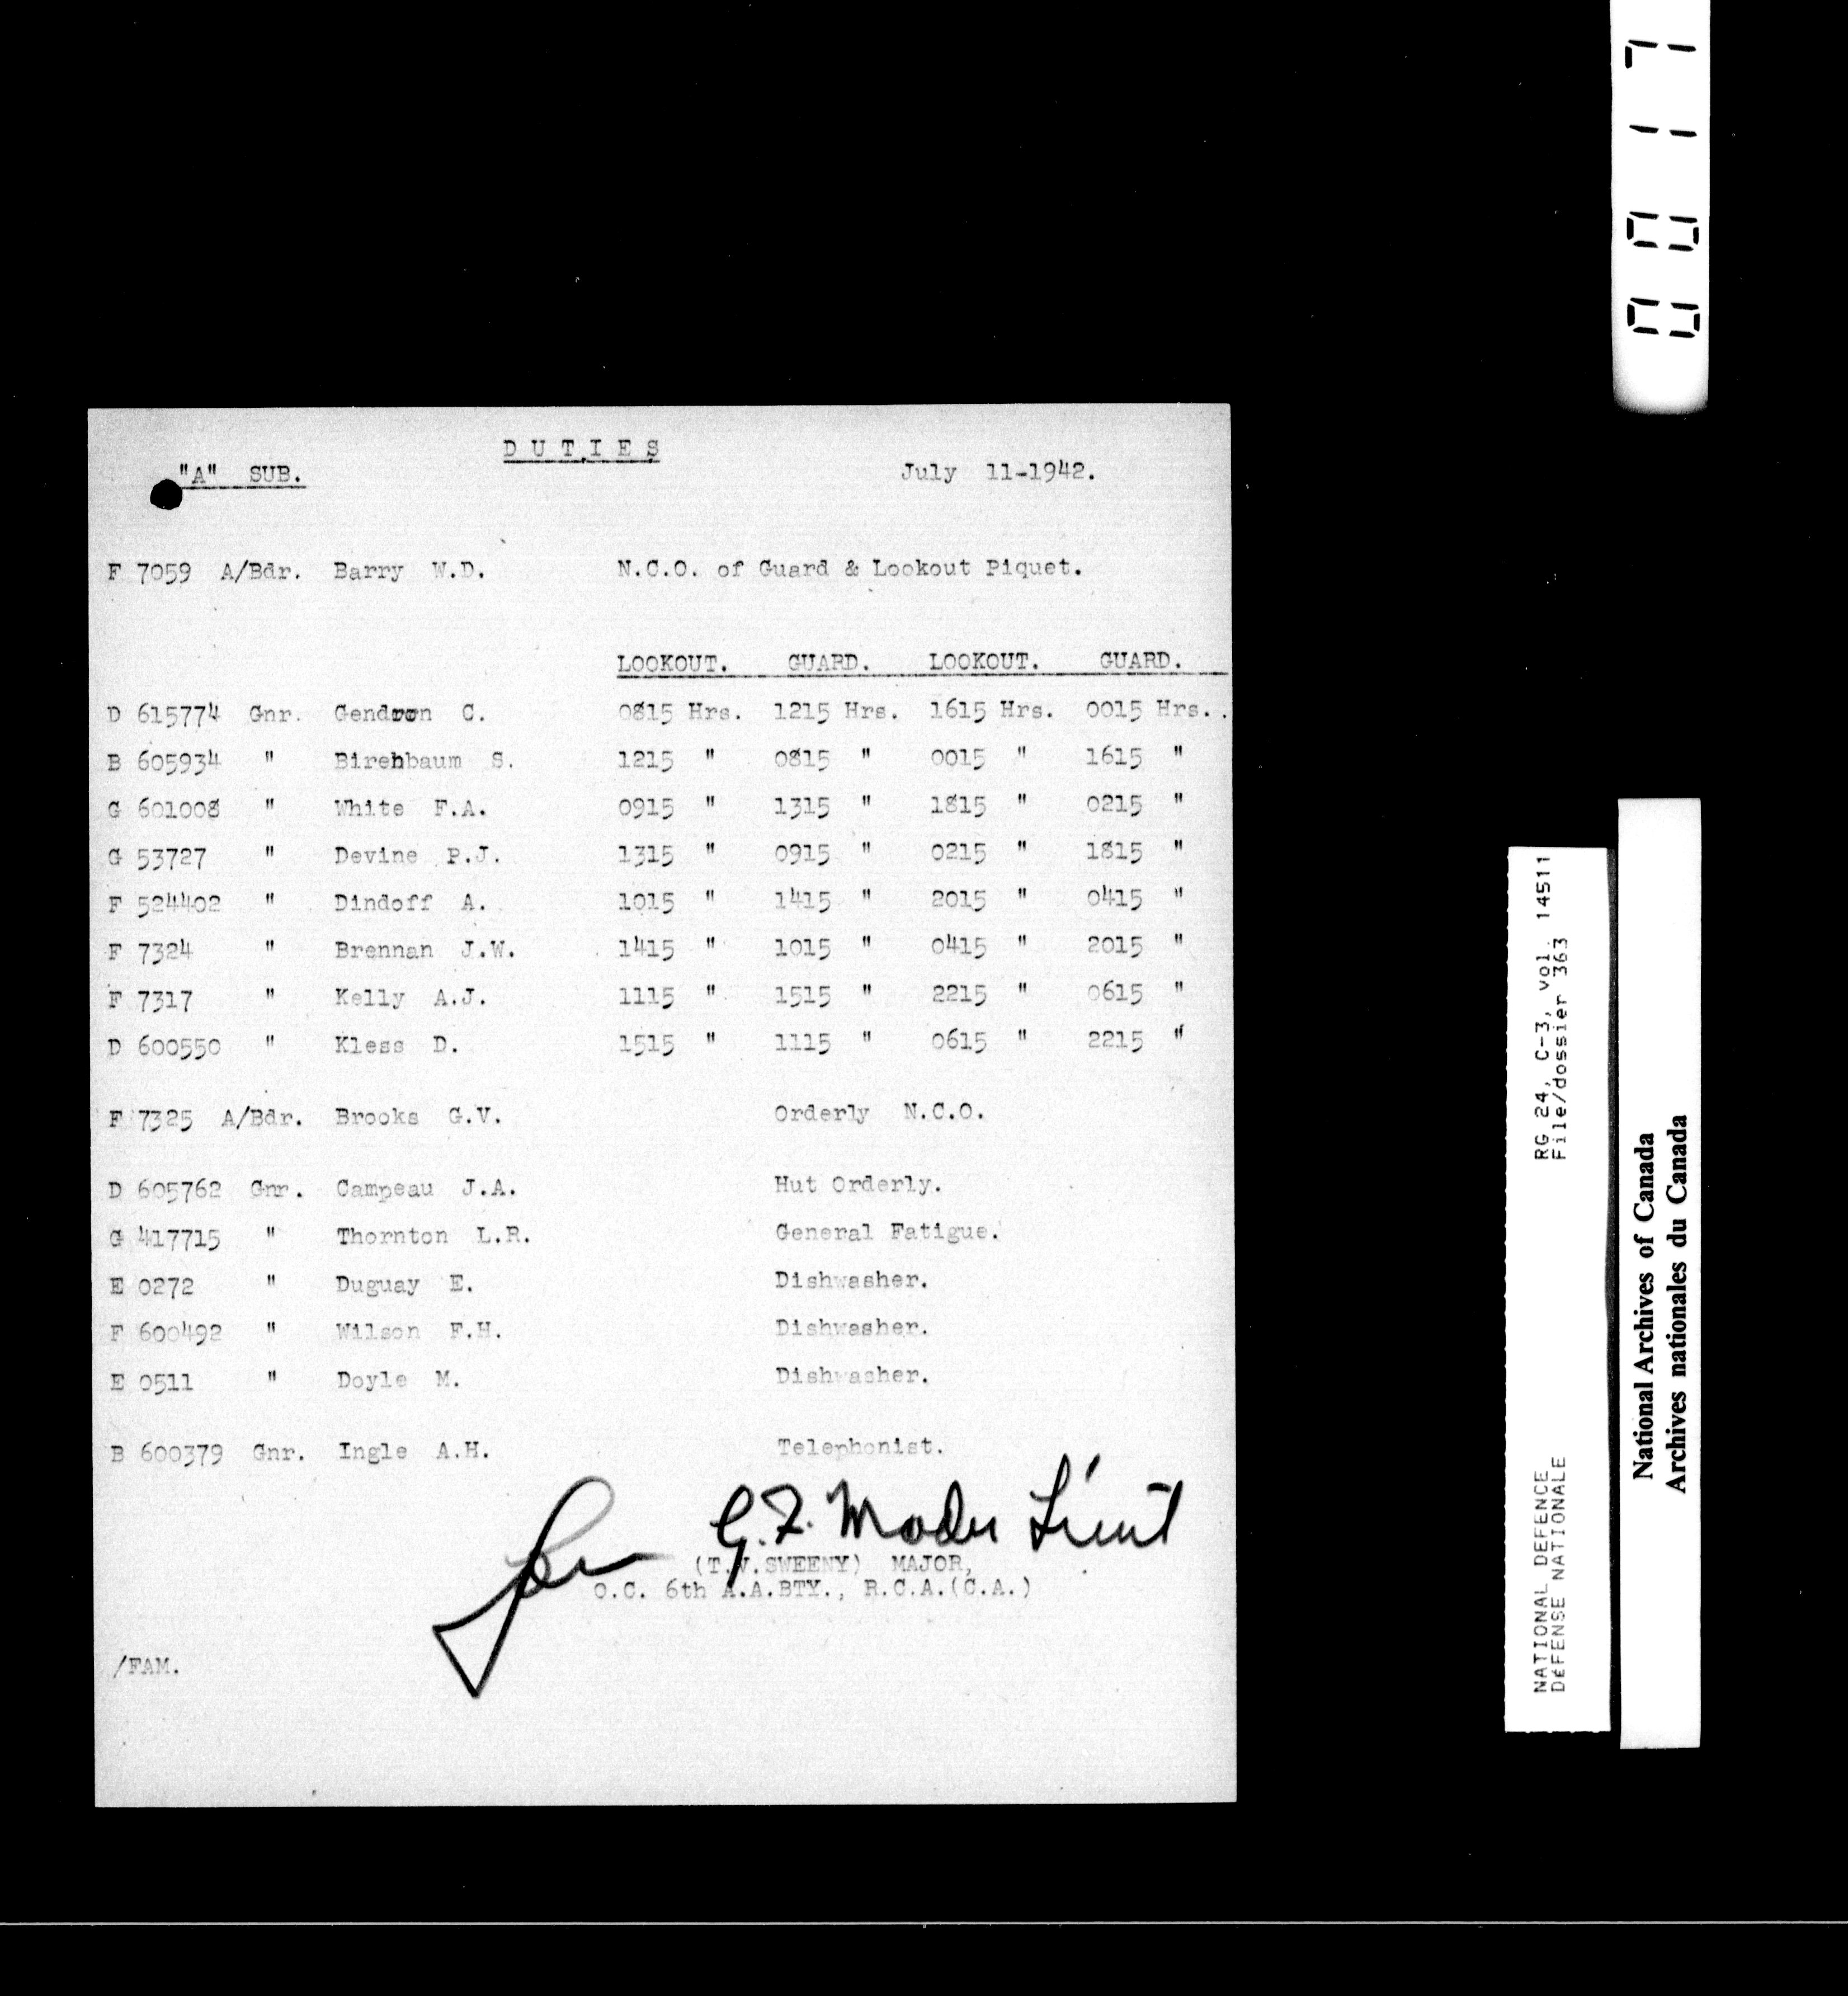 D U T I E S
"A" SUB.
July 11-1942.
F 7059 A/Bdr. Barry W.D. N.C.O. of Guard & Lookout Piquet.
LOOKOUT. GUARD. LOOKOUT. GUARD.
D 615774 Gnr. Gendron C. 0815 Hrs. 1215 Hrs. 1615 Hrs. 0015 Hrs..
B 605934 " Birehbaum S. 1215 " 0815 " 0015 " 1615 "
G 601008 " White F.A. 0915 " 1315 " 1815 " 0215 "
G 53727 " Devine P.J. 1315 " 0915 " 0215 " 1815 "
F 524402 " Dindoff A. 1015 " 1415 " 2015 " 0415 "
F 7324 " Brennan J.W. 1415 " 1015 " 0415 " 2015 "
F 7317 " Kelly A.J. 1115 " 1515 " 2215 " 0615 "
D 600550 " Kless D. 1515 " 1115 " 0615 " 2215 "
F 7325 A/Bdr. Brooks G.V. Orderly N.C.O.
D 605762 Gnr. Campeau J.A. Hut Orderly.
G 417715 " Thornton L.R. General Fatigue.
E 0272 " Duguay E. Dishwasher.
F 600492 " Wilson F.H. Dishwasher.
E 0511 " Doyle M. Dishwasher.
B 600379 Gnr. Ingle A.H. Telephonist.
for G.F. Lieut
(T.V.SWEENY) MAJOR,
O.C. 6th A.A.BTY., R.C.A.(C.A.)
/FAM.
0017
RG 24, C-3, vol. 14511
File/dossier 363
NATIONAL DEFENCE
DÉFENSE NATIONALE
National Archives of Canada
Archives nationales du Canada